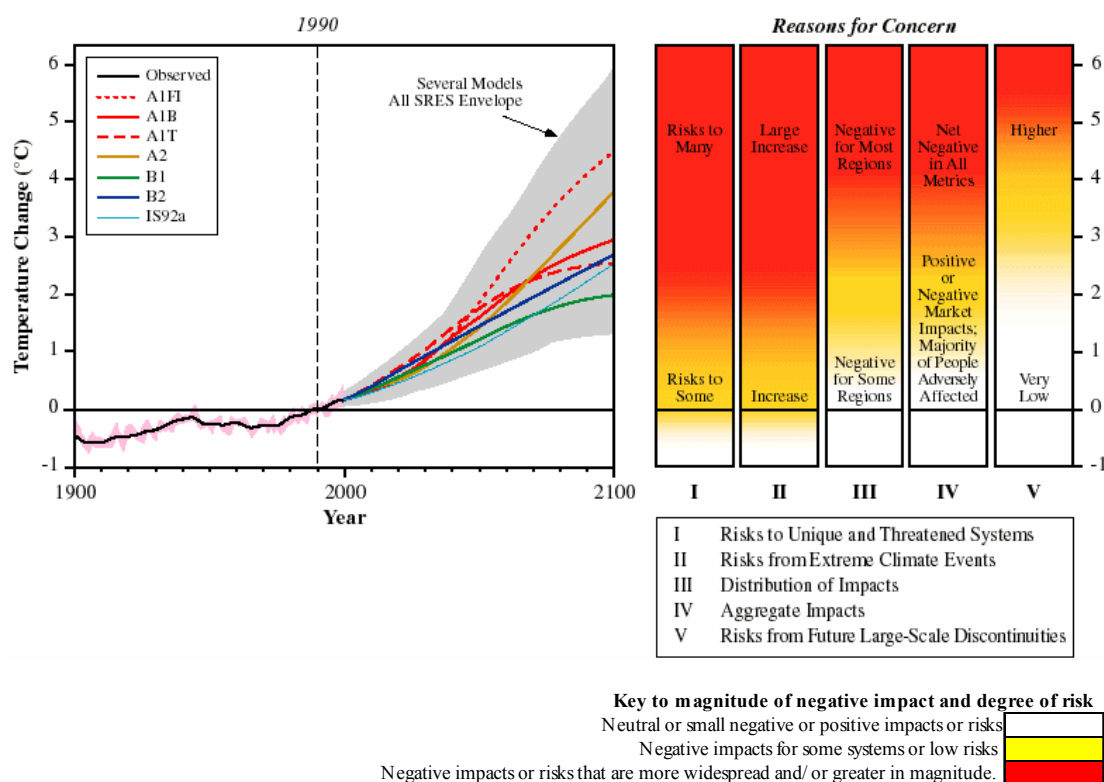 1990
Reasons for Concern
6
5
4
3
2
1
0
-1
Temperature Change (°C)
Observed
A1FI
A1B
A1T
A2
B1
B2
IS92a
Several Models
All SRES Envelope
1900
2000
2100
Year
Risks to
Many
Risks to
Some
Large
Increase
Increase
Negative
for Most
Regions
Negative
for Some
Regions
Net
Negative
in All
Metrics
Positive
or
Negative
Market
Impacts;
Majority
of People
Adversely
Affected
Higher
Very
Low
6
5
4
3
2
1
0
-1
I
II
III
IV
V
I Risks to Unique and Threatened Systems
II Risks from Extreme Climate Events
III Distribution of Impacts
IV Aggregate Impacts
V Risks from Future Large-Scale Discontinuities
Key to magnitude of negative impact and degree of risk
Neutral or small negative or positive impacts or risks
Negative impacts for some systems or low risks
Negative impacts or risks that are more widespread and/ or greater in magnitude.